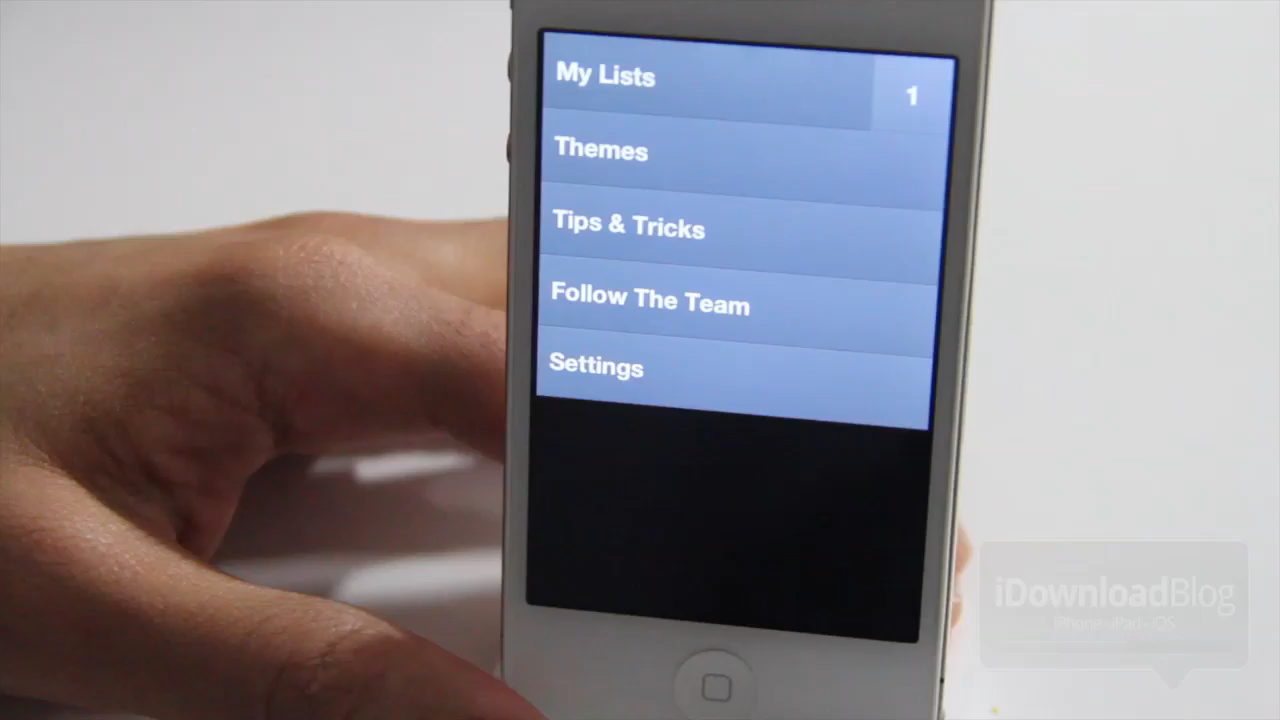 My Lists
1
Themes
Tips & Tricks
Follow The Team
Settings
iDownloadBlog
iPhone - iPad - iOS